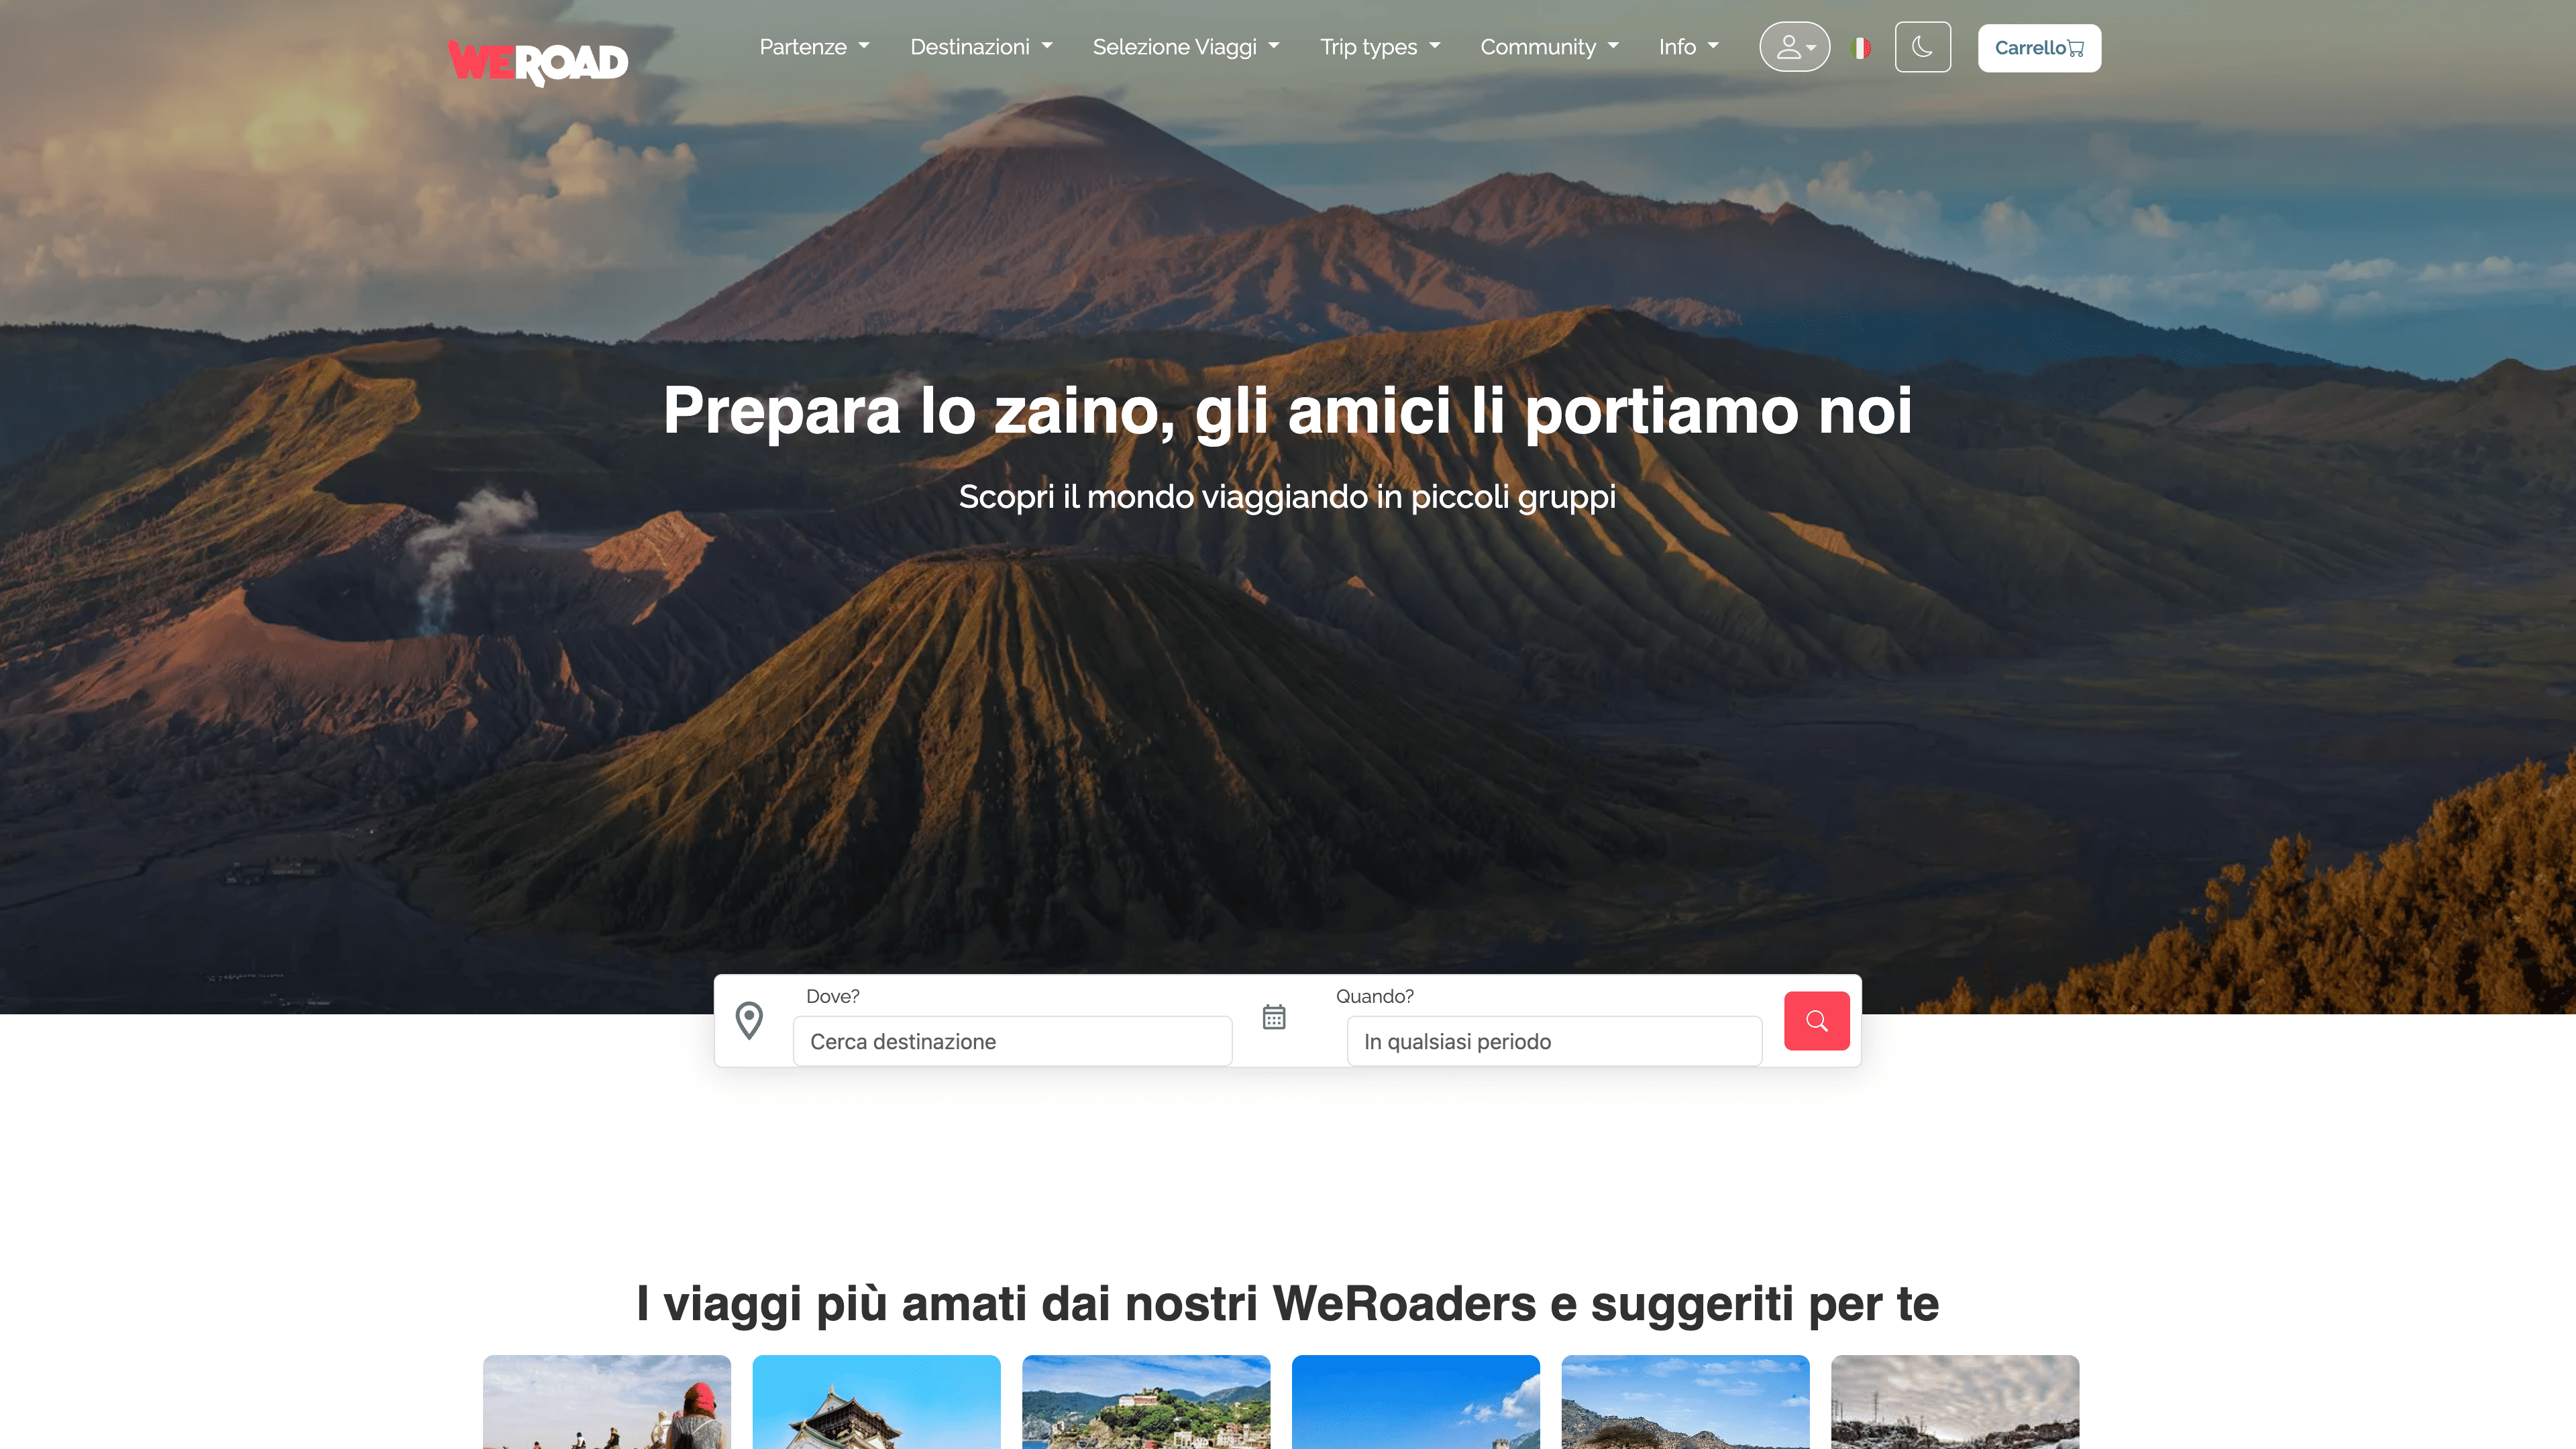 WEROAD
Partenze Destinazioni Selezione Viaggi Trip types Community Info Carrello
Prepara lo zaino, gli amici li portiamo noi
Scopri il mondo viaggiando in piccoli gruppi
Dove? Quando?
Cerca destinazione In qualsiasi periodo
I viaggi più amati dai nostri WeRoaders e suggeriti per te